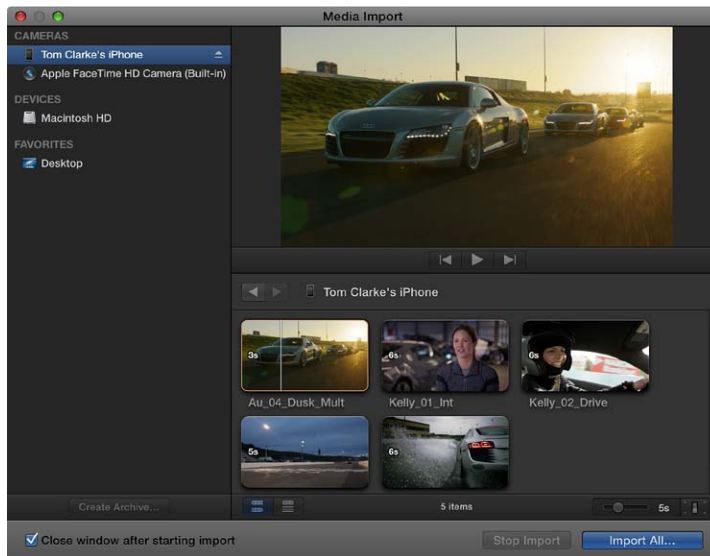 Media Import
CAMERAS
Tom Clarke's iPhone
Apple FaceTime HD Camera (Built-in)
DEVICES
Macintosh HD
FAVORITES
Desktop
Tom Clarke's iPhone
3s
6s
6s
Au_04_Dusk_Mult
Kelly_01_Int
Kelly_02_Drive
5s
6s
Create Archive...
5 items
5s
Close window after starting import
Stop Import
Import All...